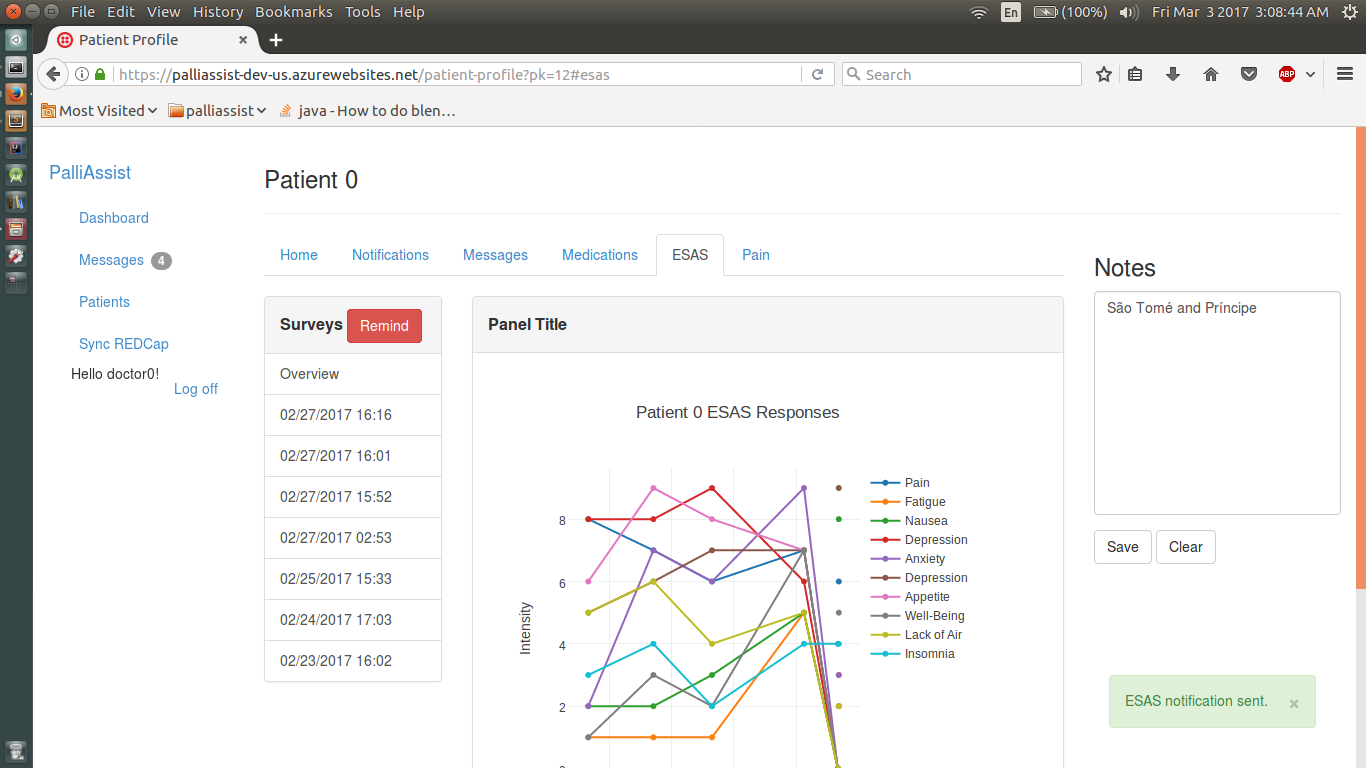 File Edit View History Bookmarks Tools Help
En (100%) Fri Mar 3 2017 3:08:44 AM
Patient Profile
https://palliassist-dev-us.azurewebsites.net/patient-profile?pk=12#esas
Search
ABP
Most Visited palliassist java - How to do blen…
PalliAssist
Dashboard
Messages 4
Patients
Sync REDCap
Hello doctor0!
Log off
Patient 0
Home Notifications Messages Medications ESAS Pain
Surveys Remind
Overview
02/27/2017 16:16
02/27/2017 16:01
02/27/2017 15:52
02/27/2017 02:53
02/25/2017 15:33
02/24/2017 17:03
02/23/2017 16:02
Panel Title
Patient 0 ESAS Responses
Intensity
8
6
4
2
Pain
Fatigue
Nausea
Depression
Anxiety
Depression
Appetite
Well-Being
Lack of Air
Insomnia
Notes
São Tomé and Príncipe
Save Clear
ESAS notification sent. ×